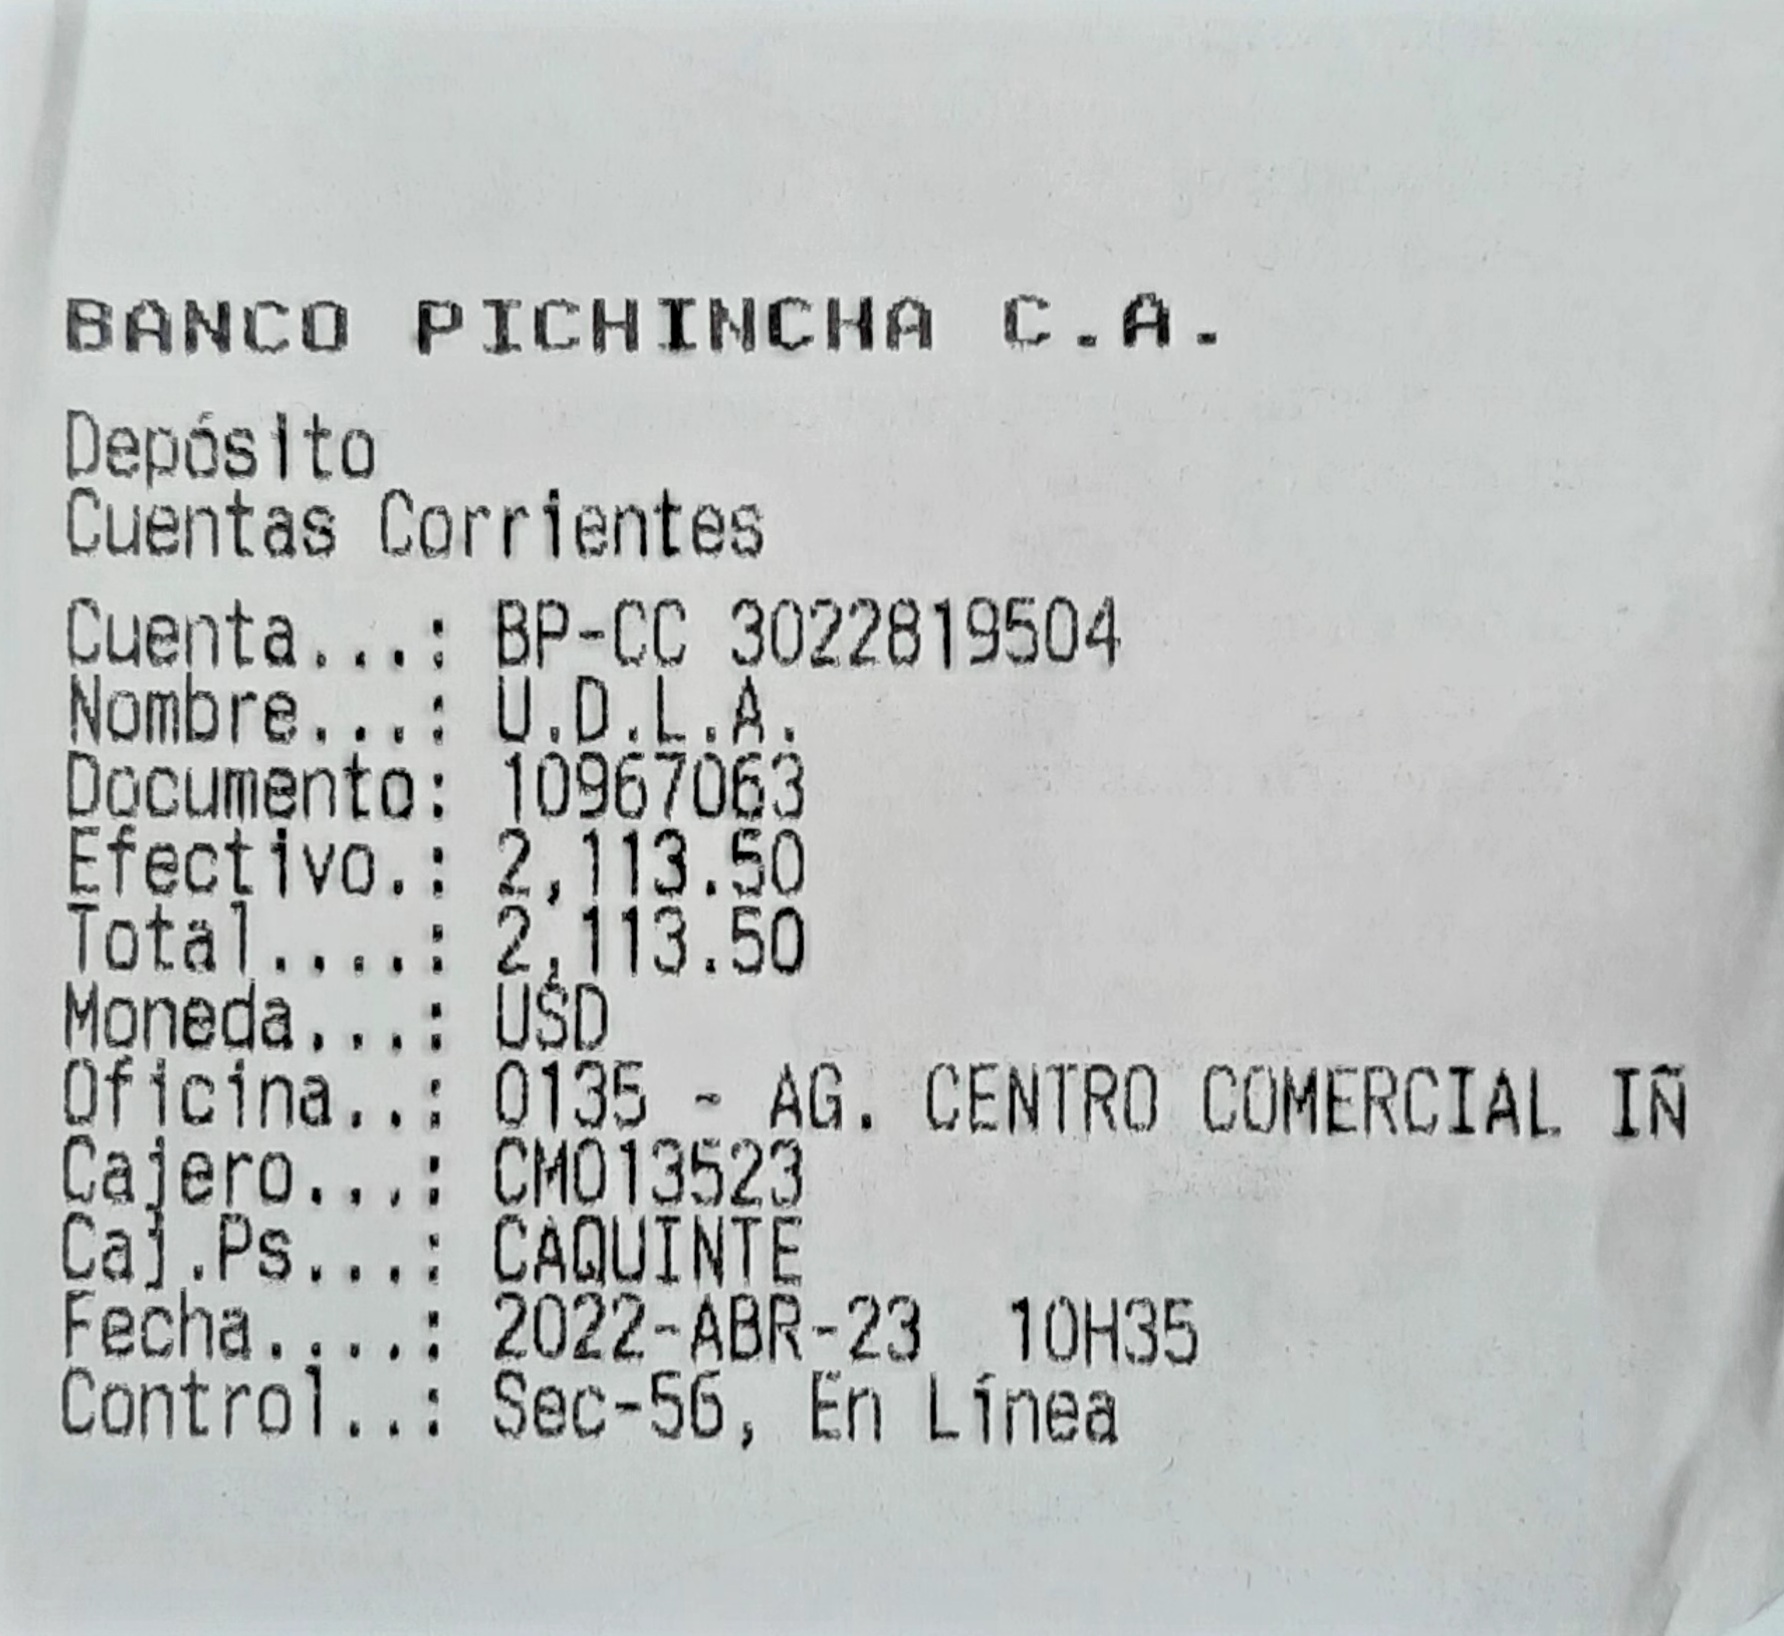 BANCO PICHINCHA C.A.
Depósito
Cuentas Corrientes
Cuenta...: BP-CC 3022819504
Nombre...: U.D.L.A.
Documento: 10967063
Efectivo.: 2,113.50
Total....: 2,113.50
Moneda...: USD
Oficina..: 0135 - AG. CENTRO COMERCIAL IÑ
Cajero...: CM013523
Caj.Ps...: CAQUINTE
Fecha....: 2022-ABR-23  10H35
Control..: Sec-56, En Línea